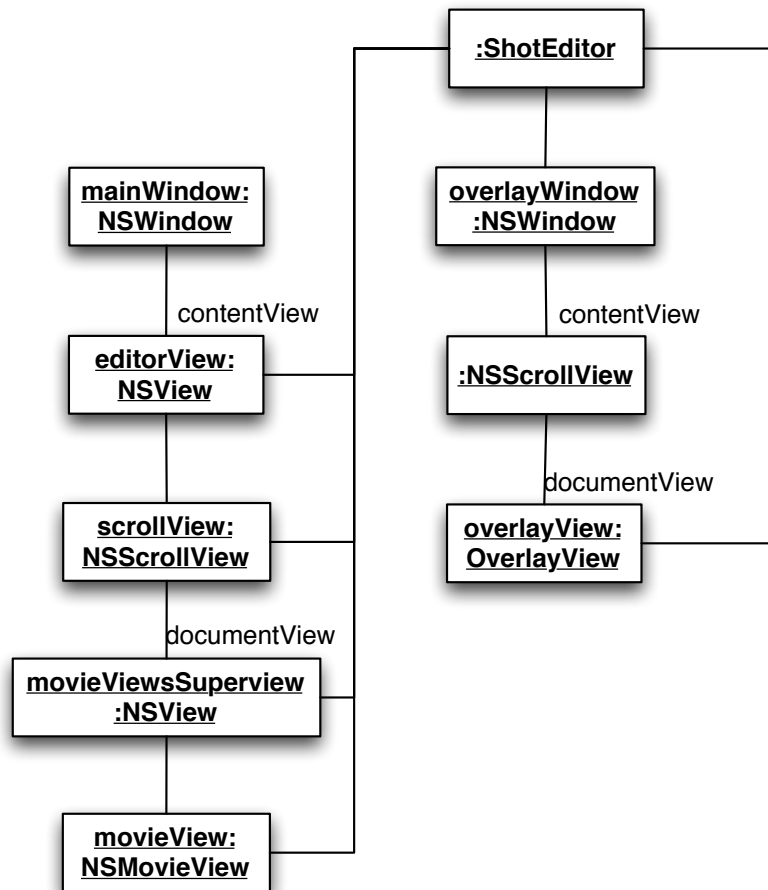 :ShotEditor
mainWindow:
NSWindow
overlayWindow
:NSWindow
contentView
contentView
editorView:
NSView
:NSScrollView
documentView
scrollView:
NSScrollView
overlayView:
OverlayView
documentView
movieViewsSuperview
:NSView
movieView:
NSMovieView